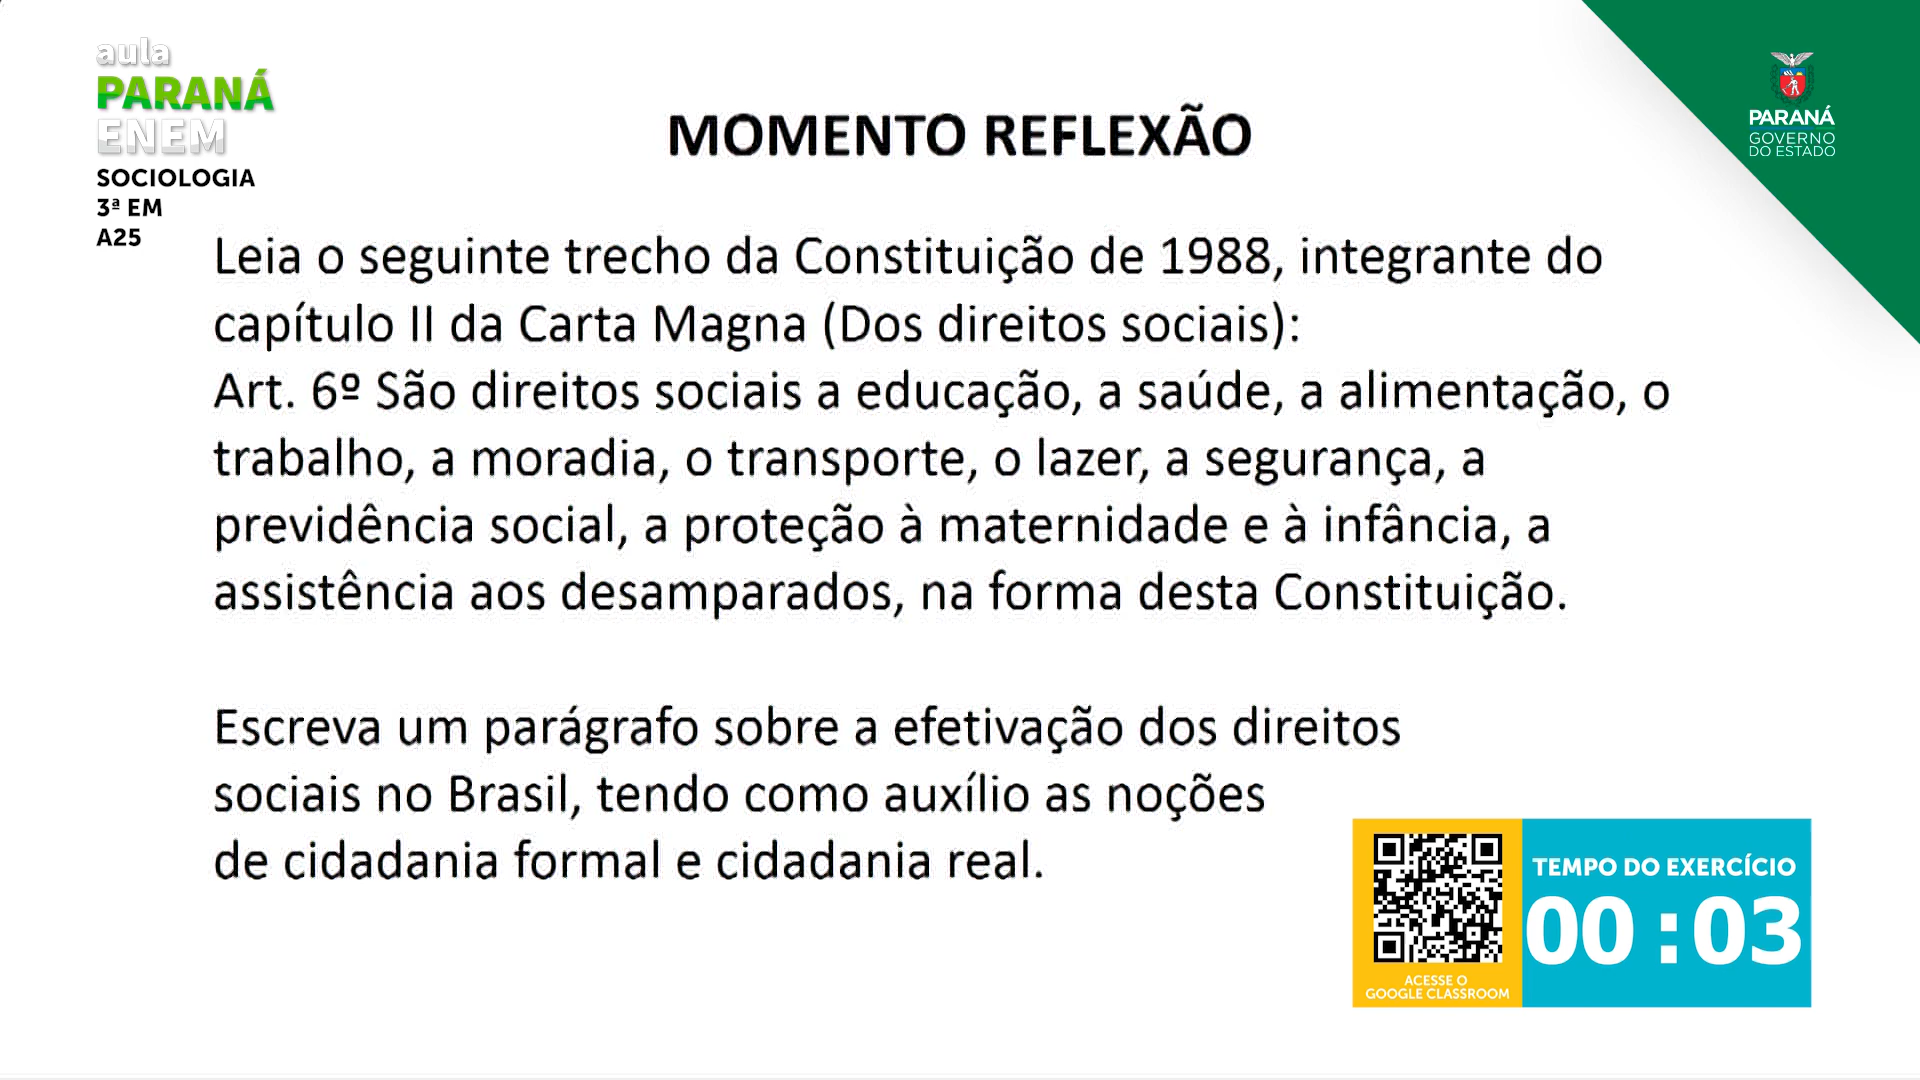 aula
PARANÁ
ENEM
SOCIOLOGIA
3ª EM
A25
PARANÁ
GOVERNO
DO ESTADO
MOMENTO REFLEXÃO
Leia o seguinte trecho da Constituição de 1988, integrante do
capítulo II da Carta Magna (Dos direitos sociais):
Art. 6º São direitos sociais a educação, a saúde, a alimentação, o
trabalho, a moradia, o transporte, o lazer, a segurança, a
previdência social, a proteção à maternidade e à infância, a
assistência aos desamparados, na forma desta Constituição.
Escreva um parágrafo sobre a efetivação dos direitos
sociais no Brasil, tendo como auxílio as noções
de cidadania formal e cidadania real.
ACESSE O
GOOGLE CLASSROOM
TEMPO DO EXERCÍCIO
00:03